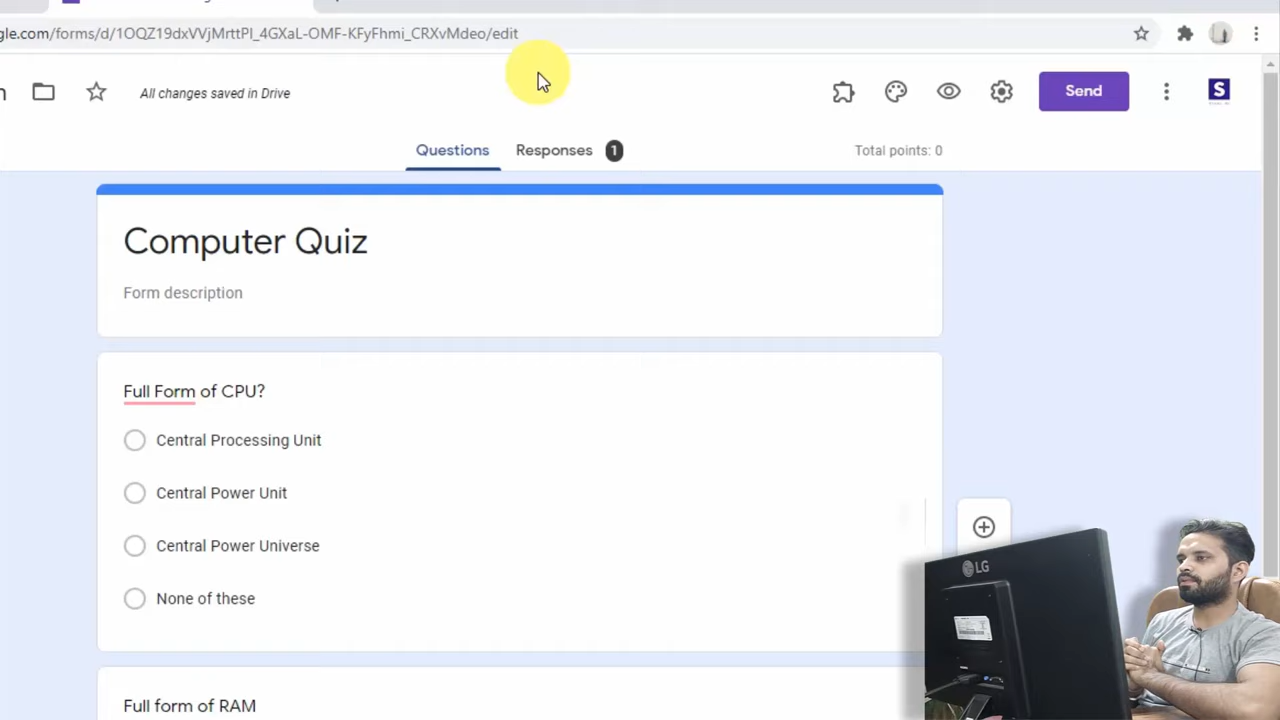 gle.com/forms/d/1OQZ19dxVVjMrttPI_4GXaL-OMF-KFyFhmi_CRXvMdeo/edit
All changes saved in Drive
Send
S
Questions
Responses 1
Total points: 0
Computer Quiz
Form description
Full Form of CPU?
Central Processing Unit
Central Power Unit
Central Power Universe
None of these
Full form of RAM
LG